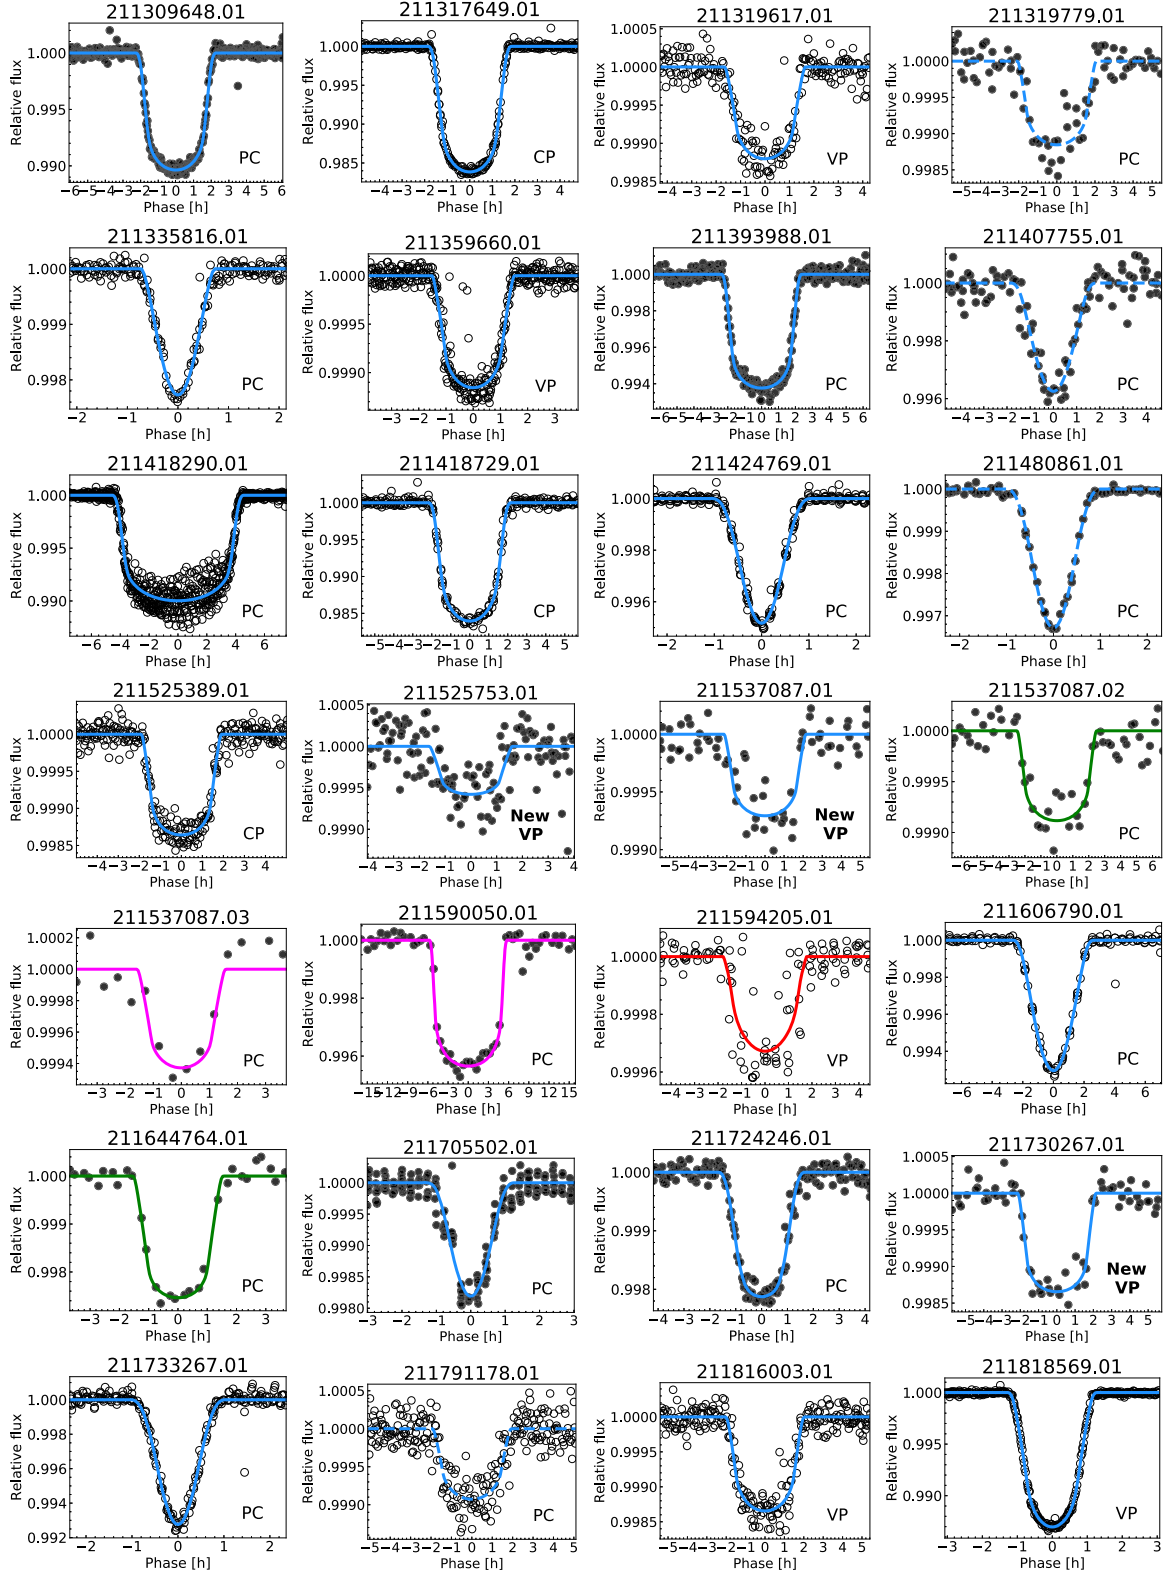 211309648.01
211317649.01
211319617.01
211319779.01
Relative flux
1.000
0.995
0.990
PC
−6−5−4−3−2−1 0 1 2 3 4 5 6
Phase [h]
Relative flux
1.000
0.995
0.990
0.985
CP
−4 −3 −2 −1 0 1 2 3 4
Phase [h]
Relative flux
1.0005
1.0000
0.9995
0.9990
0.9985
VP
−4 −3 −2 −1 0 1 2 3 4
Phase [h]
Relative flux
1.0000
0.9995
0.9990
0.9985
PC
−5−4−3−2−1 0 1 2 3 4 5
Phase [h]
211335816.01
211359660.01
211393988.01
211407755.01
Relative flux
1.000
0.999
0.998
PC
−2 −1 0 1 2
Phase [h]
Relative flux
1.0000
0.9995
0.9990
VP
−3 −2 −1 0 1 2 3
Phase [h]
Relative flux
1.000
0.998
0.996
0.994
PC
−6−5−4−3−2−1 0 1 2 3 4 5 6
Phase [h]
Relative flux
1.000
0.998
0.996
PC
−4 −3 −2 −1 0 1 2 3 4
Phase [h]
211418290.01
211418729.01
211424769.01
211480861.01
Relative flux
1.000
0.995
0.990
PC
−6 −4 −2 0 2 4 6
Phase [h]
Relative flux
1.000
0.995
0.990
0.985
CP
−5−4−3−2−1 0 1 2 3 4 5
Phase [h]
Relative flux
1.000
0.998
0.996
PC
−2 −1 0 1 2
Phase [h]
Relative flux
1.000
0.999
0.998
0.997
PC
−2 −1 0 1 2
Phase [h]
211525389.01
211525753.01
211537087.01
211537087.02
Relative flux
1.0000
0.9995
0.9990
0.9985
CP
−4 −3 −2 −1 0 1 2 3 4
Phase [h]
Relative flux
1.0005
1.0000
0.9995
0.9990
New
VP
−4 −3 −2 −1 0 1 2 3 4
Phase [h]
Relative flux
1.0000
0.9995
0.9990
New
VP
−5−4−3−2−1 0 1 2 3 4 5
Phase [h]
Relative flux
1.0000
0.9995
0.9990
PC
−6−5−4−3−2−1 0 1 2 3 4 5 6
Phase [h]
211537087.03
211590050.01
211594205.01
211606790.01
Relative flux
1.0002
1.0000
0.9998
0.9996
0.9994
PC
−3 −2 −1 0 1 2 3
Phase [h]
Relative flux
1.000
0.998
0.996
PC
−15−12−9−6−3 0 3 6 9 12 15
Phase [h]
Relative flux
1.0000
0.9998
0.9996
VP
−4 −3 −2 −1 0 1 2 3 4
Phase [h]
Relative flux
1.000
0.998
0.996
0.994
PC
−6 −4 −2 0 2 4 6
Phase [h]
211644764.01
211705502.01
211724246.01
211730267.01
Relative flux
1.000
0.999
0.998
PC
−3 −2 −1 0 1 2 3
Phase [h]
Relative flux
1.0000
0.9995
0.9990
0.9985
0.9980
PC
−3 −2 −1 0 1 2 3
Phase [h]
Relative flux
1.000
0.999
0.998
PC
−4 −3 −2 −1 0 1 2 3 4
Phase [h]
Relative flux
1.0005
1.0000
0.9995
0.9990
0.9985
New
VP
−5−4−3−2−1 0 1 2 3 4 5
Phase [h]
211733267.01
211791178.01
211816003.01
211818569.01
Relative flux
1.000
0.998
0.996
0.994
0.992
PC
−2 −1 0 1 2
Phase [h]
Relative flux
1.0005
1.0000
0.9995
0.9990
PC
−5 −4 −3 −2 −1 0 1 2 3 4 5
Phase [h]
Relative flux
1.0005
1.0000
0.9995
0.9990
0.9985
VP
−5−4−3−2−1 0 1 2 3 4 5
Phase [h]
Relative flux
1.000
0.995
0.990
VP
−3 −2 −1 0 1 2 3
Phase [h]